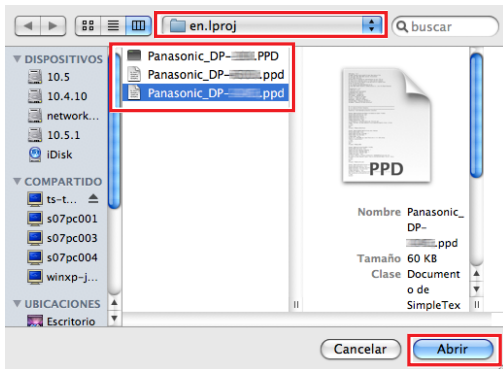 en.lproj
buscar
DISPOSITIVOS
10.5
10.4.10
network...
10.5.1
iDisk
COMPARTIDO
ts-t...
s07pc001
s07pc003
s07pc004
winxp-j...
UBICACIONES
Escritorio
Panasonic_DP-.PPD
Panasonic_DP-.ppd
Panasonic_DP-.ppd
PPD
Nombre Panasonic_
DP-
.ppd
Tamaño 60 KB
Clase Document
o de
SimpleTex
Cancelar
Abrir